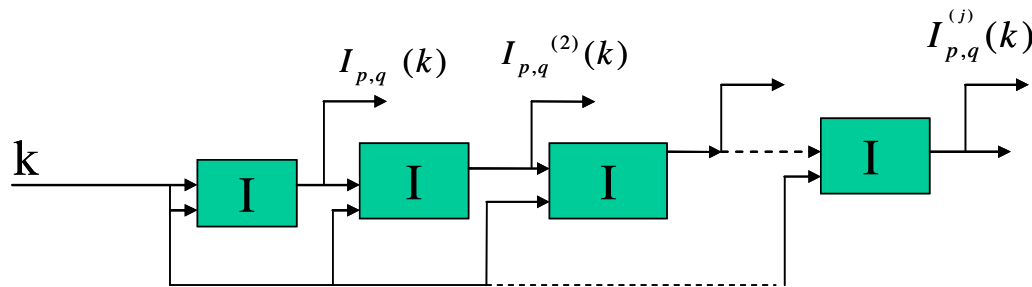 I_{p,q} (k)
I_{p,q}^{(2)}(k)
I_{p,q}^{(j)}(k)
k
I
I
I
I